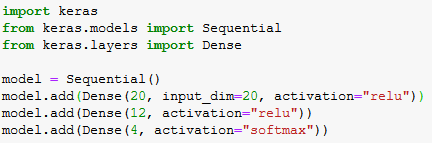 import keras
from keras.models import Sequential
from keras.layers import Dense
model = Sequential()
model.add(Dense(20, input_dim=20, activation="relu"))
model.add(Dense(12, activation="relu"))
model.add(Dense(4, activation="softmax"))